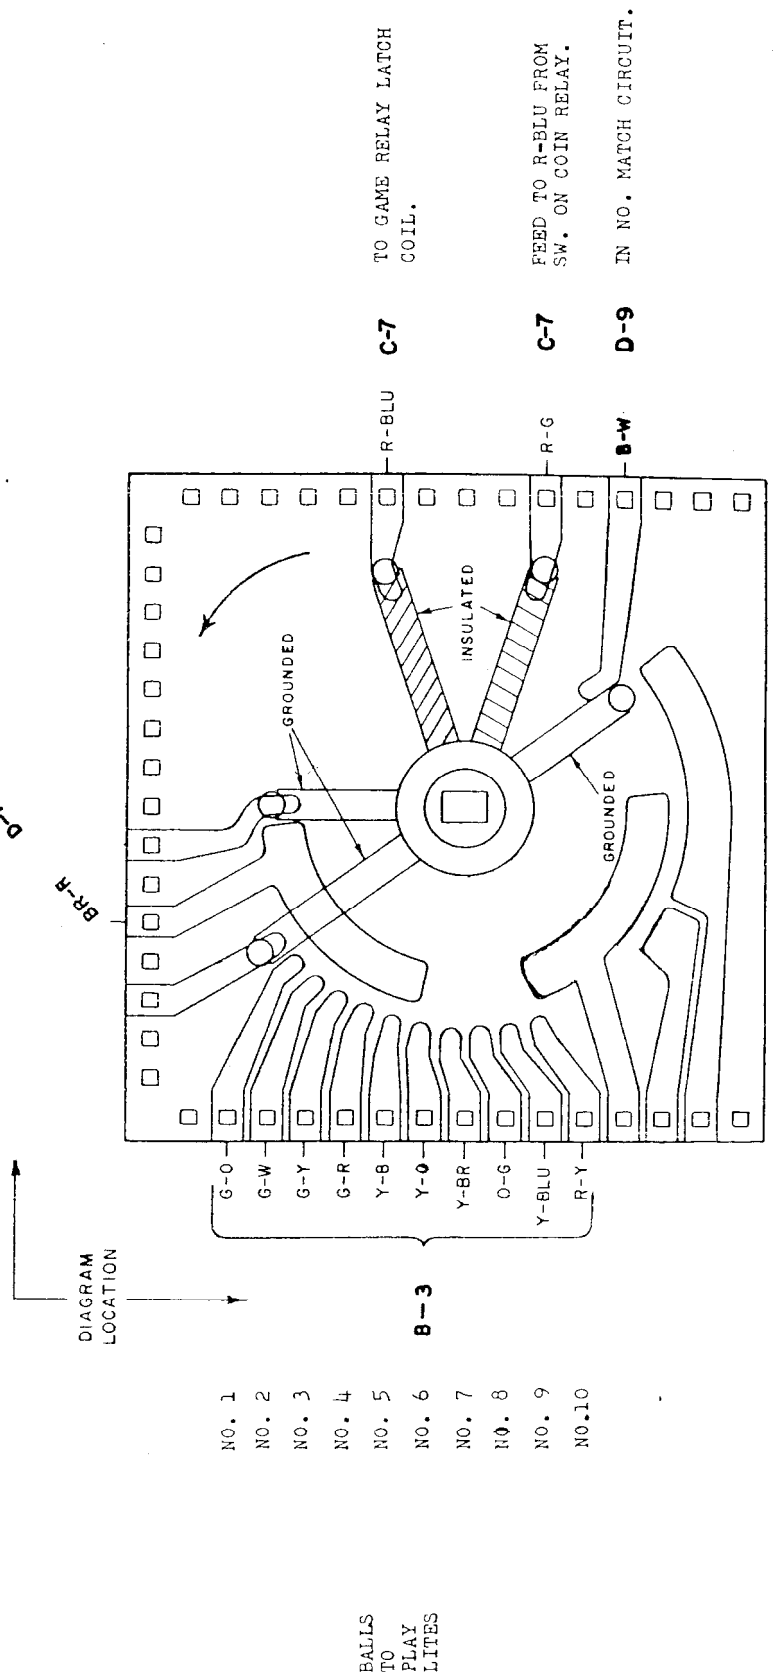 TO GAME RELAY LATCH
COIL.
FEED TO R-BLU FROM
SW. ON COIN RELAY.
IN NO. MATCH CIRCUIT.
C-7
C-7
D-9
R-BLU
R-G
B-W
INSULATED
GROUNDED
GROUNDED
BR-R
G-O
G-W
G-Y
G-R
Y-B
Y-O
Y-BR
O-G
Y-BLU
R-Y
DIAGRAM
LOCATION
B-3
NO. 1
NO. 2
NO. 3
NO. 4
NO. 5
NO. 6
NO. 7
NO. 8
NO. 9
NO.10
BALLS
TO
PLAY
LITES